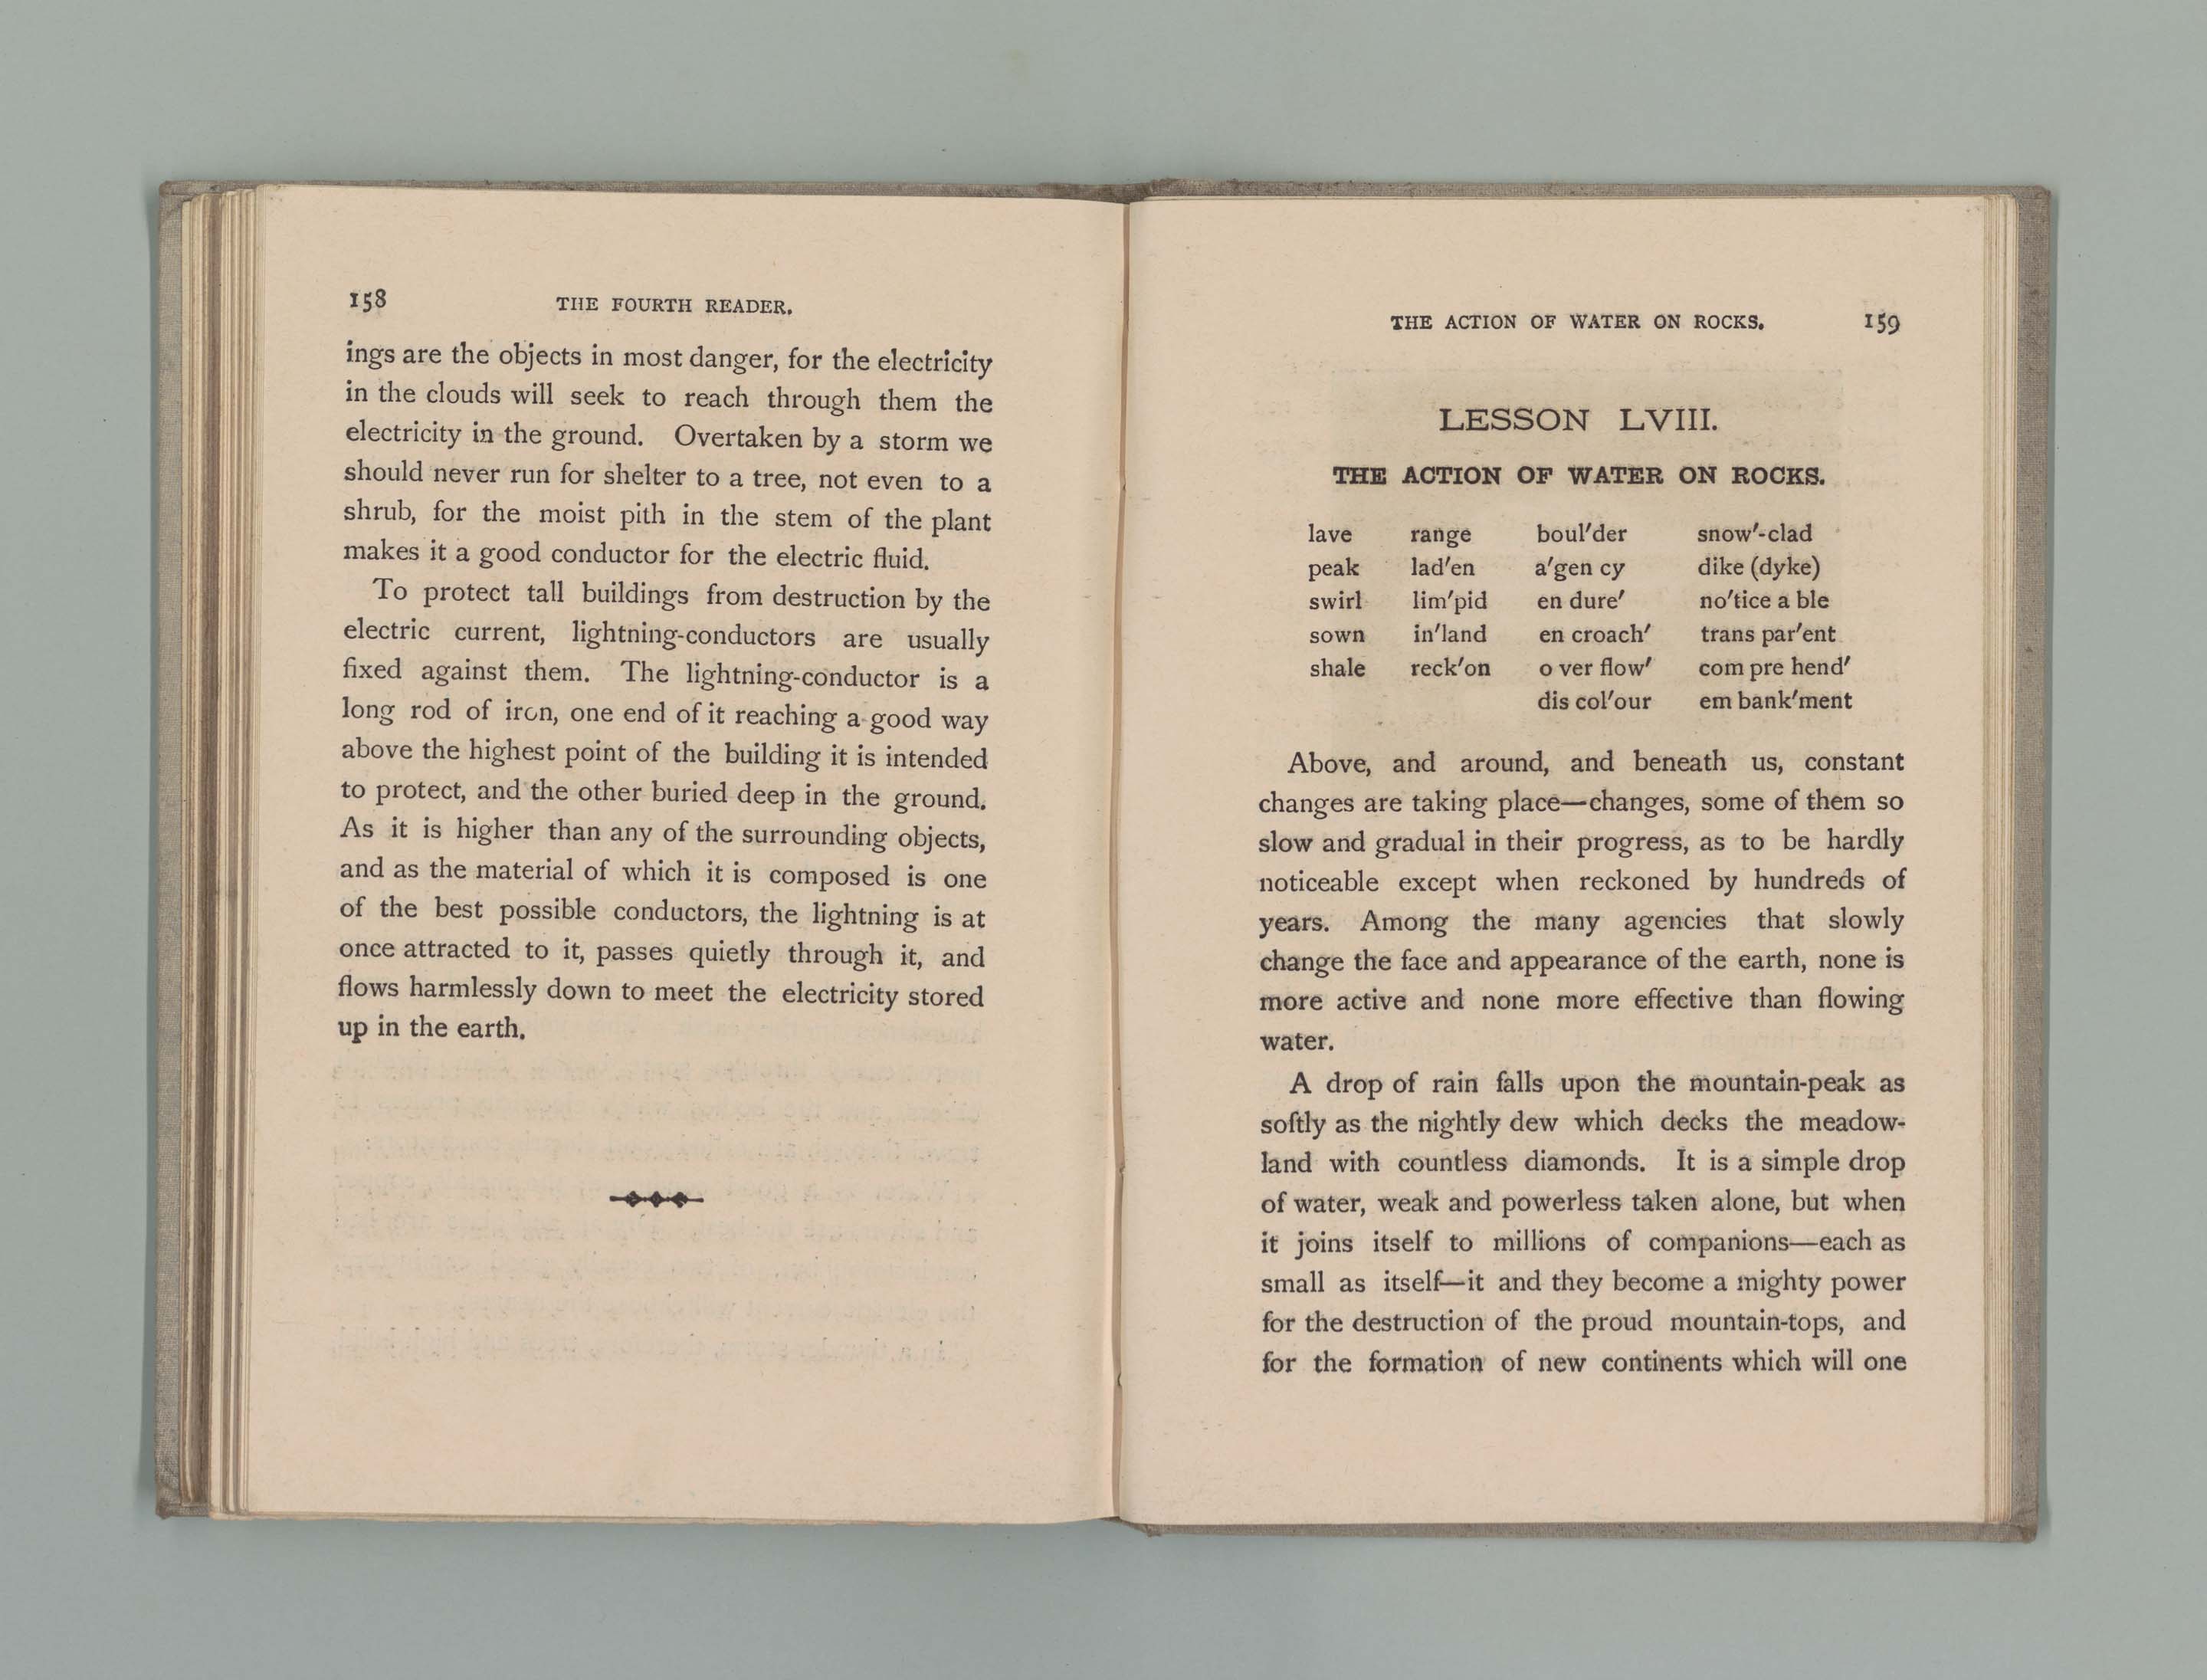 158 THE FOURTH READER.
ings are the objects in most danger, for the electricity
in the clouds will seek to reach through them the
electricity in the ground. Overtaken by a storm we
should never run for shelter to a tree, not even to a
shrub, for the moist pith in the stem of the plant
makes it a good conductor for the electric fluid.
To protect tall buildings from destruction by the
electric current, lightning-conductors are usually
fixed against them. The lightning-conductor is a
long rod of iron, one end of it reaching a good way
above the highest point of the building it is intended
to protect, and the other buried deep in the ground.
As it is higher than any of the surrounding objects,
and as the material of which it is composed is one
of the best possible conductors, the lightning is at
once attracted to it, passes quietly through it, and
flows harmlessly down to meet the electricity stored
up in the earth.
THE ACTION OF WATER ON ROCKS. 159
LESSON LVIII.
THE ACTION OF WATER ON ROCKS.
lave range boul′der snow′-clad
peak lad′en a′gen cy dike (dyke)
swirl lim′pid en dure′ no′tice a ble
sown in′land en croach′ trans par′ent
shale reck′on o ver flow′ com pre hend′
dis col′our em bank′ment
Above, and around, and beneath us, constant
changes are taking place—changes, some of them so
slow and gradual in their progress, as to be hardly
noticeable except when reckoned by hundreds of
years. Among the many agencies that slowly
change the face and appearance of the earth, none is
more active and none more effective than flowing
water.
A drop of rain falls upon the mountain-peak as
softly as the nightly dew which decks the meadow-
land with countless diamonds. It is a simple drop
of water, weak and powerless taken alone, but when
it joins itself to millions of companions—each as
small as itself—it and they become a mighty power
for the destruction of the proud mountain-tops, and
for the formation of new continents which will one